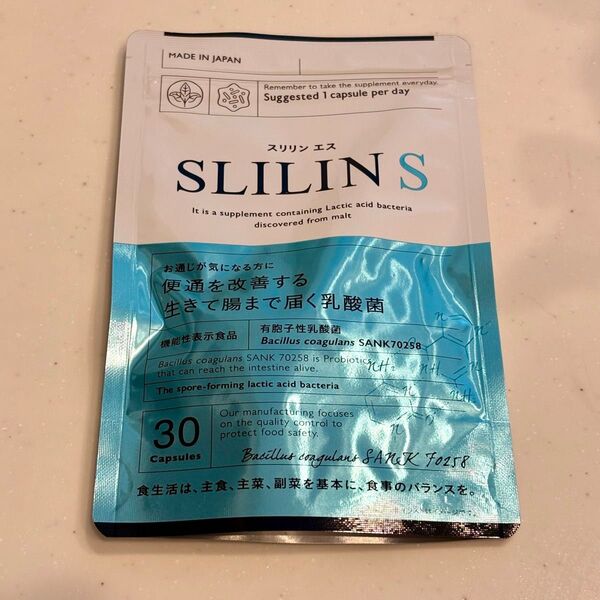 MADE IN JAPAN
Remember to take the supplement everyday.
Suggested 1 capsule per day
スリリン エス
SLILIN S
It is a supplement containing Lactic acid bacteria
discovered from malt
お通じが気になる方に
便通を改善する
生きて腸まで届く乳酸菌
機能性表示食品
有胞子性乳酸菌
Bacillus coagulans SANK70258
Bacillus coagulans SANK 70258 is Probiotics
that can reach the intestine alive.
The spore-forming lactic acid bacteria
30
Capsules
Our manufacturing focuses
on the quality control to
protect food safety.
Bacillus coagulans SANK 70258
食生活は、主食、主菜、副菜を基本に、食事のバランスを。